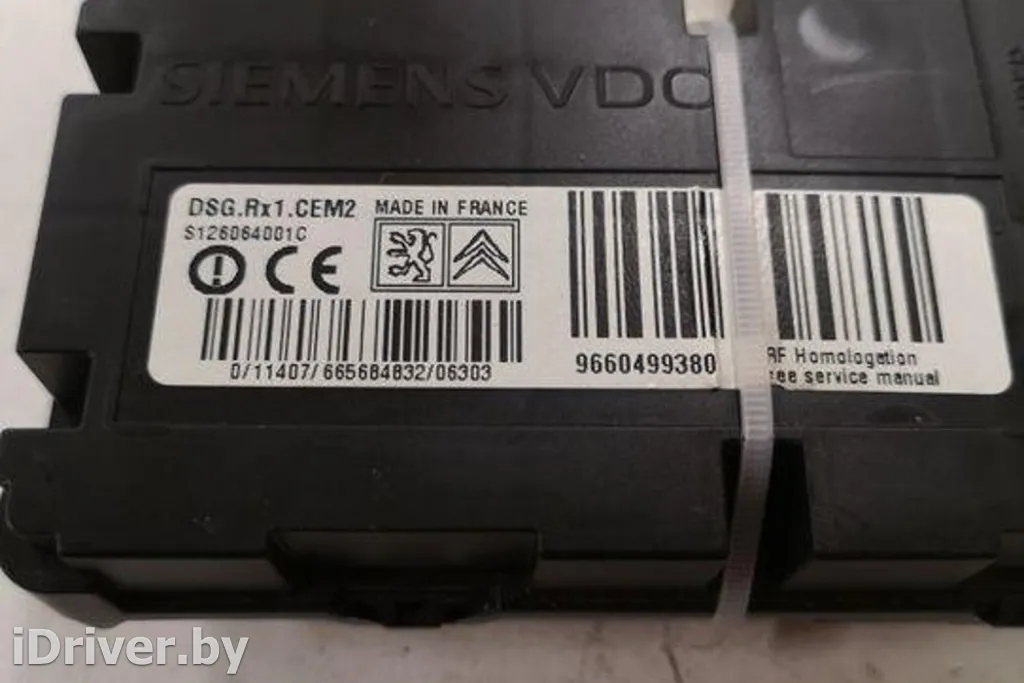 SIEMENS VDO
DSG.Rx1.CEM2 MADE IN FRANCE
S126064001C
CE
0/11407/665684832/06303
9660499380
RF Homologation
see service manual
iDriver.by